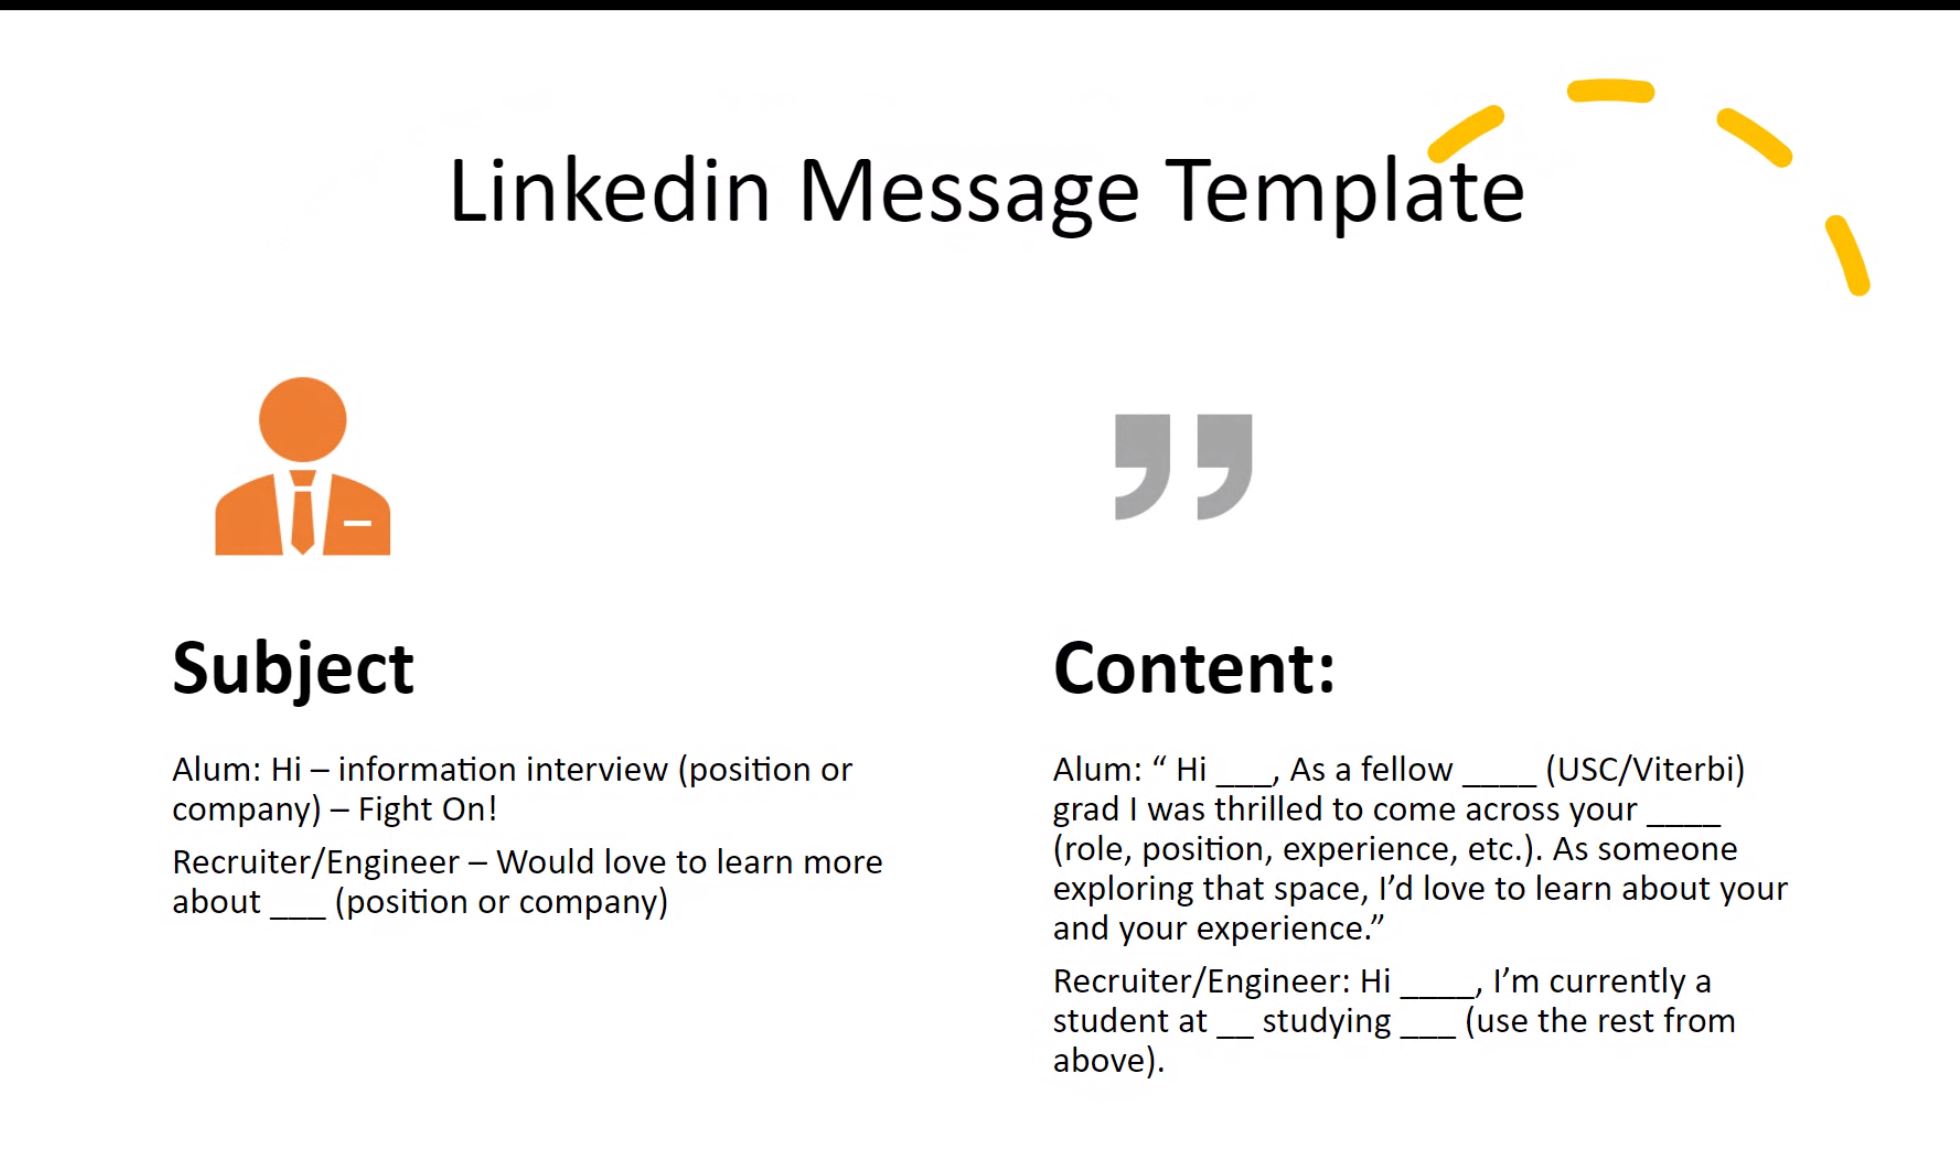 Linkedin Message Template
Subject
Alum: Hi – information interview (position or
company) – Fight On!
Recruiter/Engineer – Would love to learn more
about ___ (position or company)
Content:
Alum: “ Hi ___, As a fellow ____ (USC/Viterbi)
grad I was thrilled to come across your ____
(role, position, experience, etc.). As someone
exploring that space, I’d love to learn about your
and your experience.”
Recruiter/Engineer: Hi ____, I’m currently a
student at __ studying ___ (use the rest from
above).